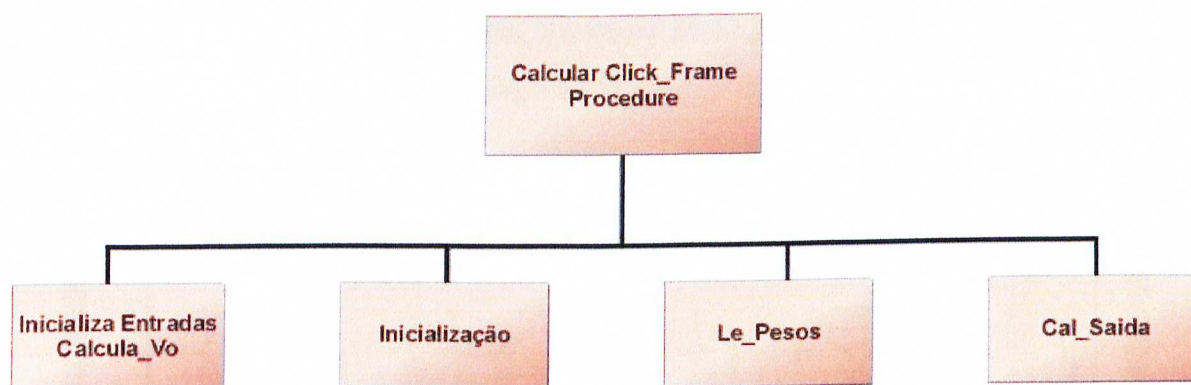 Calcular Click_Frame
Procedure
Inicializa Entradas
Calcula_Vo
Inicialização
Le_Pesos
Cal_Saida